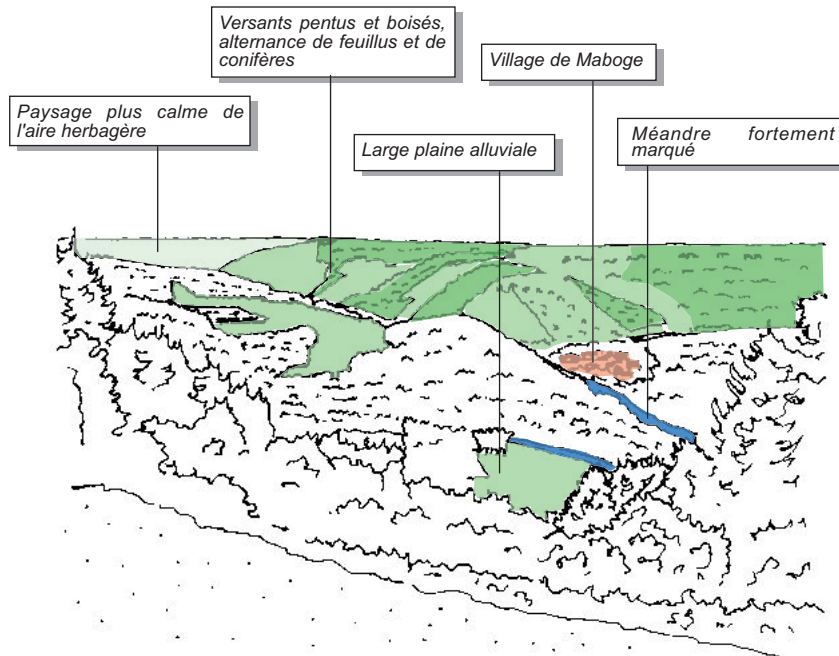 Versants pentus et boisés,
alternance de feuillus et de
conifères
Village de Maboge
Paysage plus calme de
l'aire herbagère
Large plaine alluviale
Méandre fortement
marqué